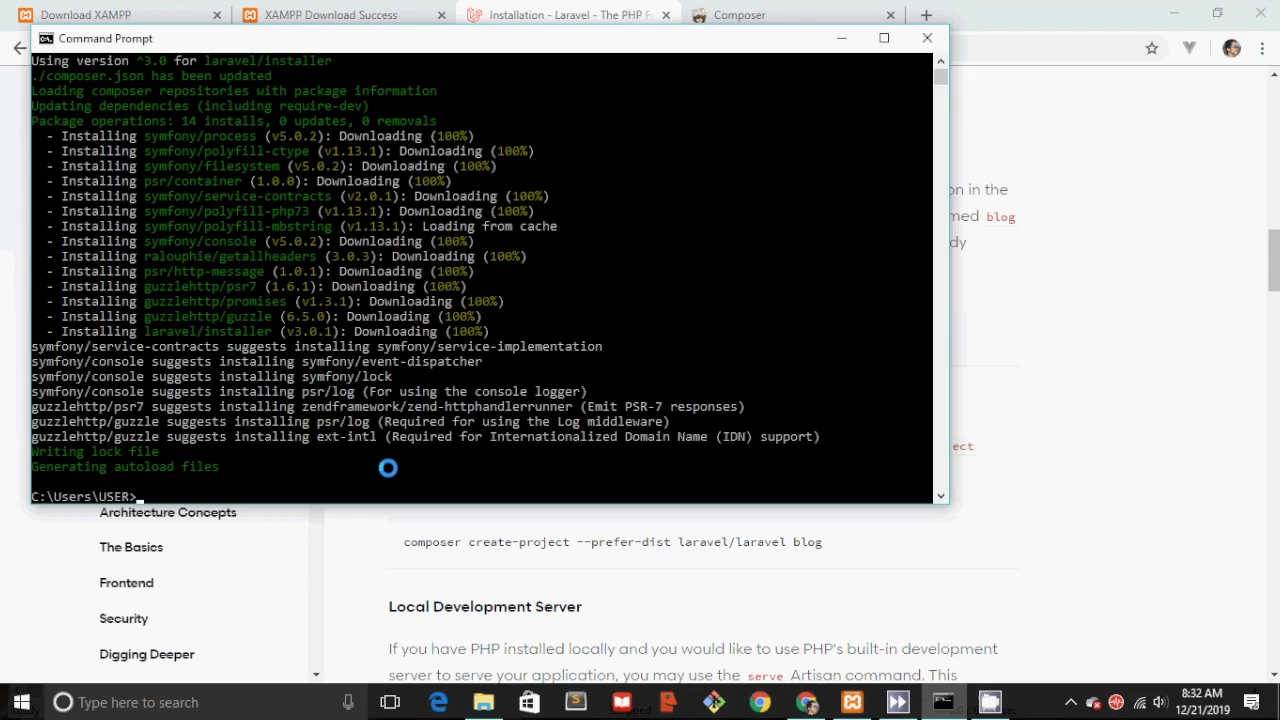 Download XAMPP
XAMPP Download Success
Installation - Laravel - The PHP F
Composer
Command Prompt
Using version ^3.0 for laravel/installer
./composer.json has been updated
Loading composer repositories with package information
Updating dependencies (including require-dev)
Package operations: 14 installs, 0 updates, 0 removals
- Installing symfony/process (v5.0.2): Downloading (100%)
- Installing symfony/polyfill-ctype (v1.13.1): Downloading (100%)
- Installing symfony/filesystem (v5.0.2): Downloading (100%)
- Installing psr/container (1.0.0): Downloading (100%)
- Installing symfony/service-contracts (v2.0.1): Downloading (100%)
- Installing symfony/polyfill-php73 (v1.13.1): Downloading (100%)
- Installing symfony/polyfill-mbstring (v1.13.1): Loading from cache
- Installing symfony/console (v5.0.2): Downloading (100%)
- Installing ralouphie/getallheaders (3.0.3): Downloading (100%)
- Installing psr/http-message (1.0.1): Downloading (100%)
- Installing guzzlehttp/psr7 (1.6.1): Downloading (100%)
- Installing guzzlehttp/promises (v1.3.1): Downloading (100%)
- Installing guzzlehttp/guzzle (6.5.0): Downloading (100%)
- Installing laravel/installer (v3.0.1): Downloading (100%)
symfony/service-contracts suggests installing symfony/service-implementation
symfony/console suggests installing symfony/event-dispatcher
symfony/console suggests installing symfony/lock
symfony/console suggests installing psr/log (For using the console logger)
guzzlehttp/psr7 suggests installing zendframework/zend-httphandlerrunner (Emit PSR-7 responses)
guzzlehttp/guzzle suggests installing psr/log (Required for using the Log middleware)
guzzlehttp/guzzle suggests installing ext-intl (Required for Internationalized Domain Name (IDN) support)
Writing lock file
Generating autoload files
C:\Users\USER>
on in the
med blog
dy
ect
Architecture Concepts
The Basics
Frontend
Security
Digging Deeper
composer create-project --prefer-dist laravel/laravel blog
Local Development Server
If you have PHP installed locally and you would like to use PHP's built-in development
server to serve your application, you may use the serve Artisan command. This
Type here to search
8:32 AM
12/21/2019